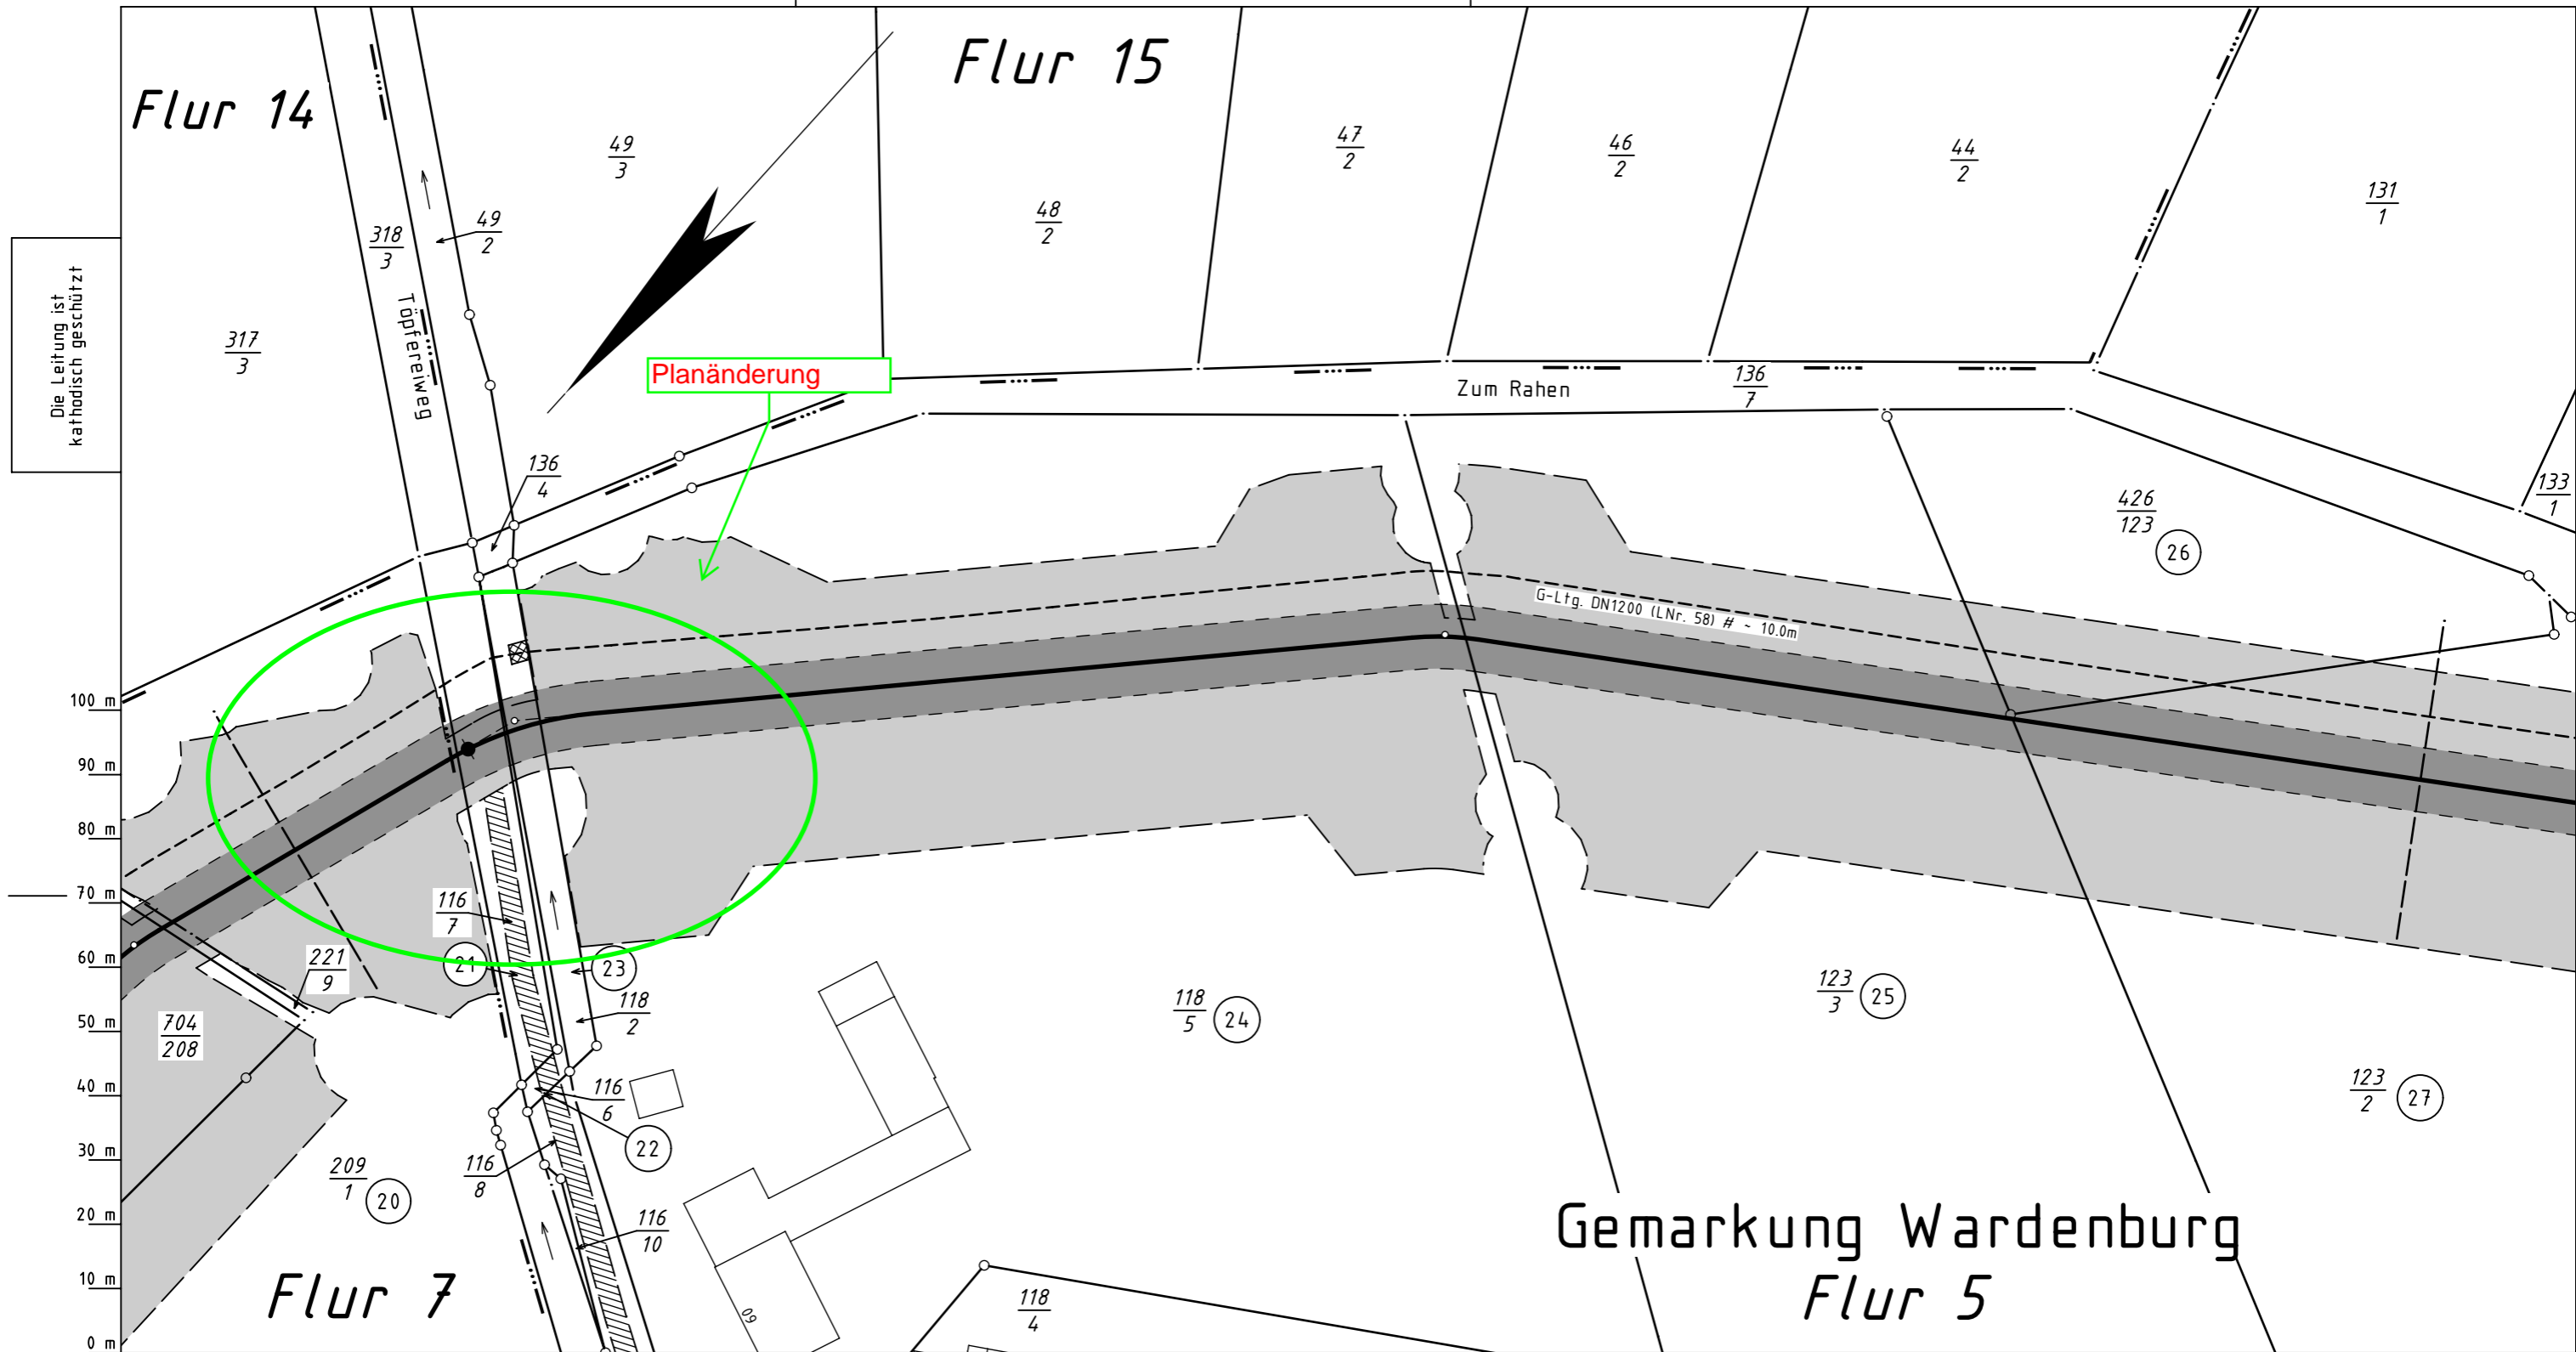 Flur 14
Flur 15
49
3
47
2
46
2
44
2
131
1
48
2
49
2
318
3
317
3
Töpfereiweg
Die Leitung ist
kathodisch geschützt
Planänderung
Zum Rahen
136
7
136
4
133
1
426
123
26
G-Ltg. DN1200 (LNr. 58) # ~ 10.0m
100 m
90 m
80 m
70 m
60 m
50 m
40 m
30 m
20 m
10 m
0 m
116
7
21
23
221
9
118
2
704
208
118
5
24
123
3
25
123
2
27
116
6
22
116
8
209
1
20
116
10
60
118
4
Flur 7
Gemarkung Wardenburg
Flur 5